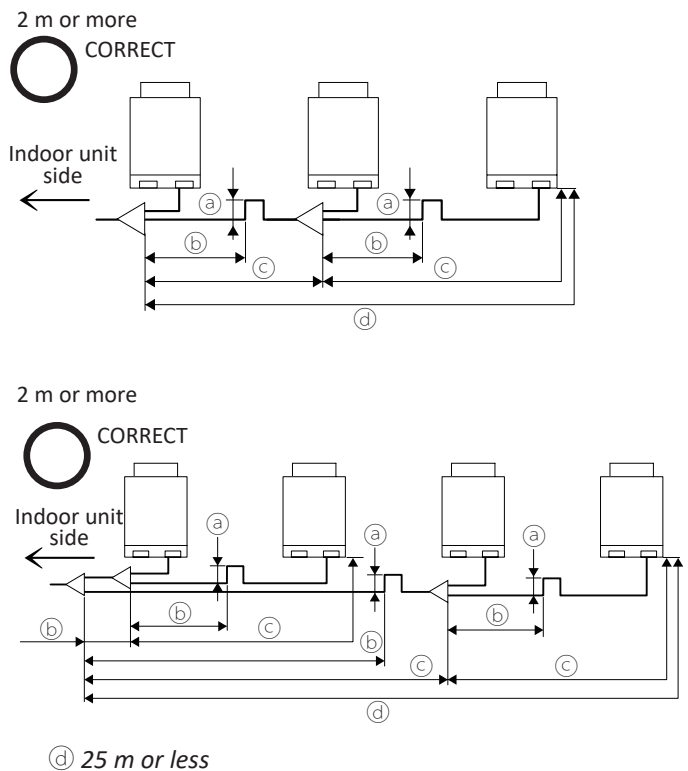 2 m or more
CORRECT
Indoor unit
side
ⓐ
ⓐ
ⓑ
ⓑ
ⓒ
ⓒ
ⓓ
2 m or more
CORRECT
Indoor unit
side
ⓐ
ⓐ
ⓐ
ⓑ
ⓑ
ⓒ
ⓑ
ⓑ
ⓒ
ⓒ
ⓓ
ⓓ 25 m or less